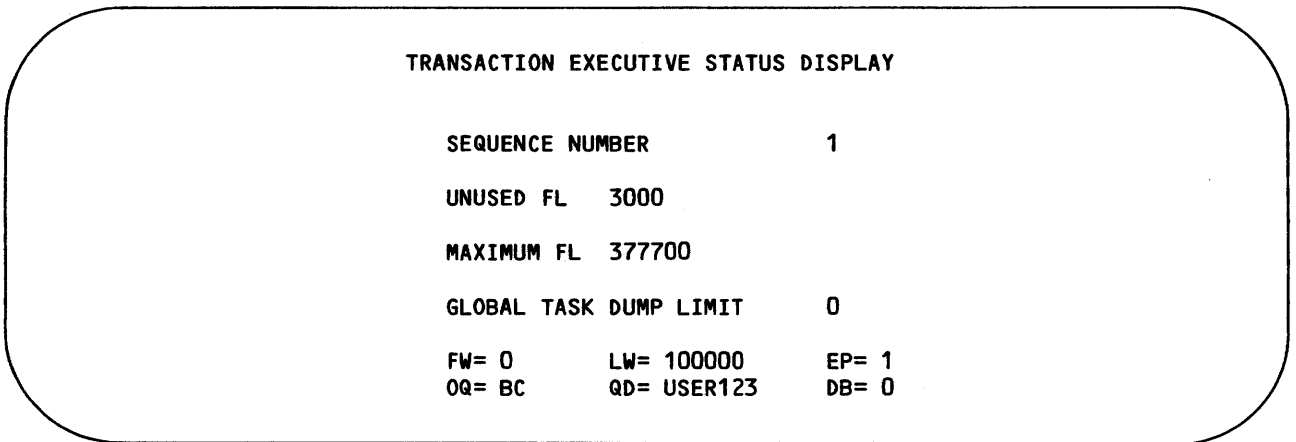 TRANSACTION EXECUTIVE STATUS DISPLAY
SEQUENCE NUMBER 1
UNUSED FL 3000
MAXIMUM FL 377700
GLOBAL TASK DUMP LIMIT 0
FW= 0 LW= 100000 EP= 1
OQ= BC QD= USER123 DB= 0